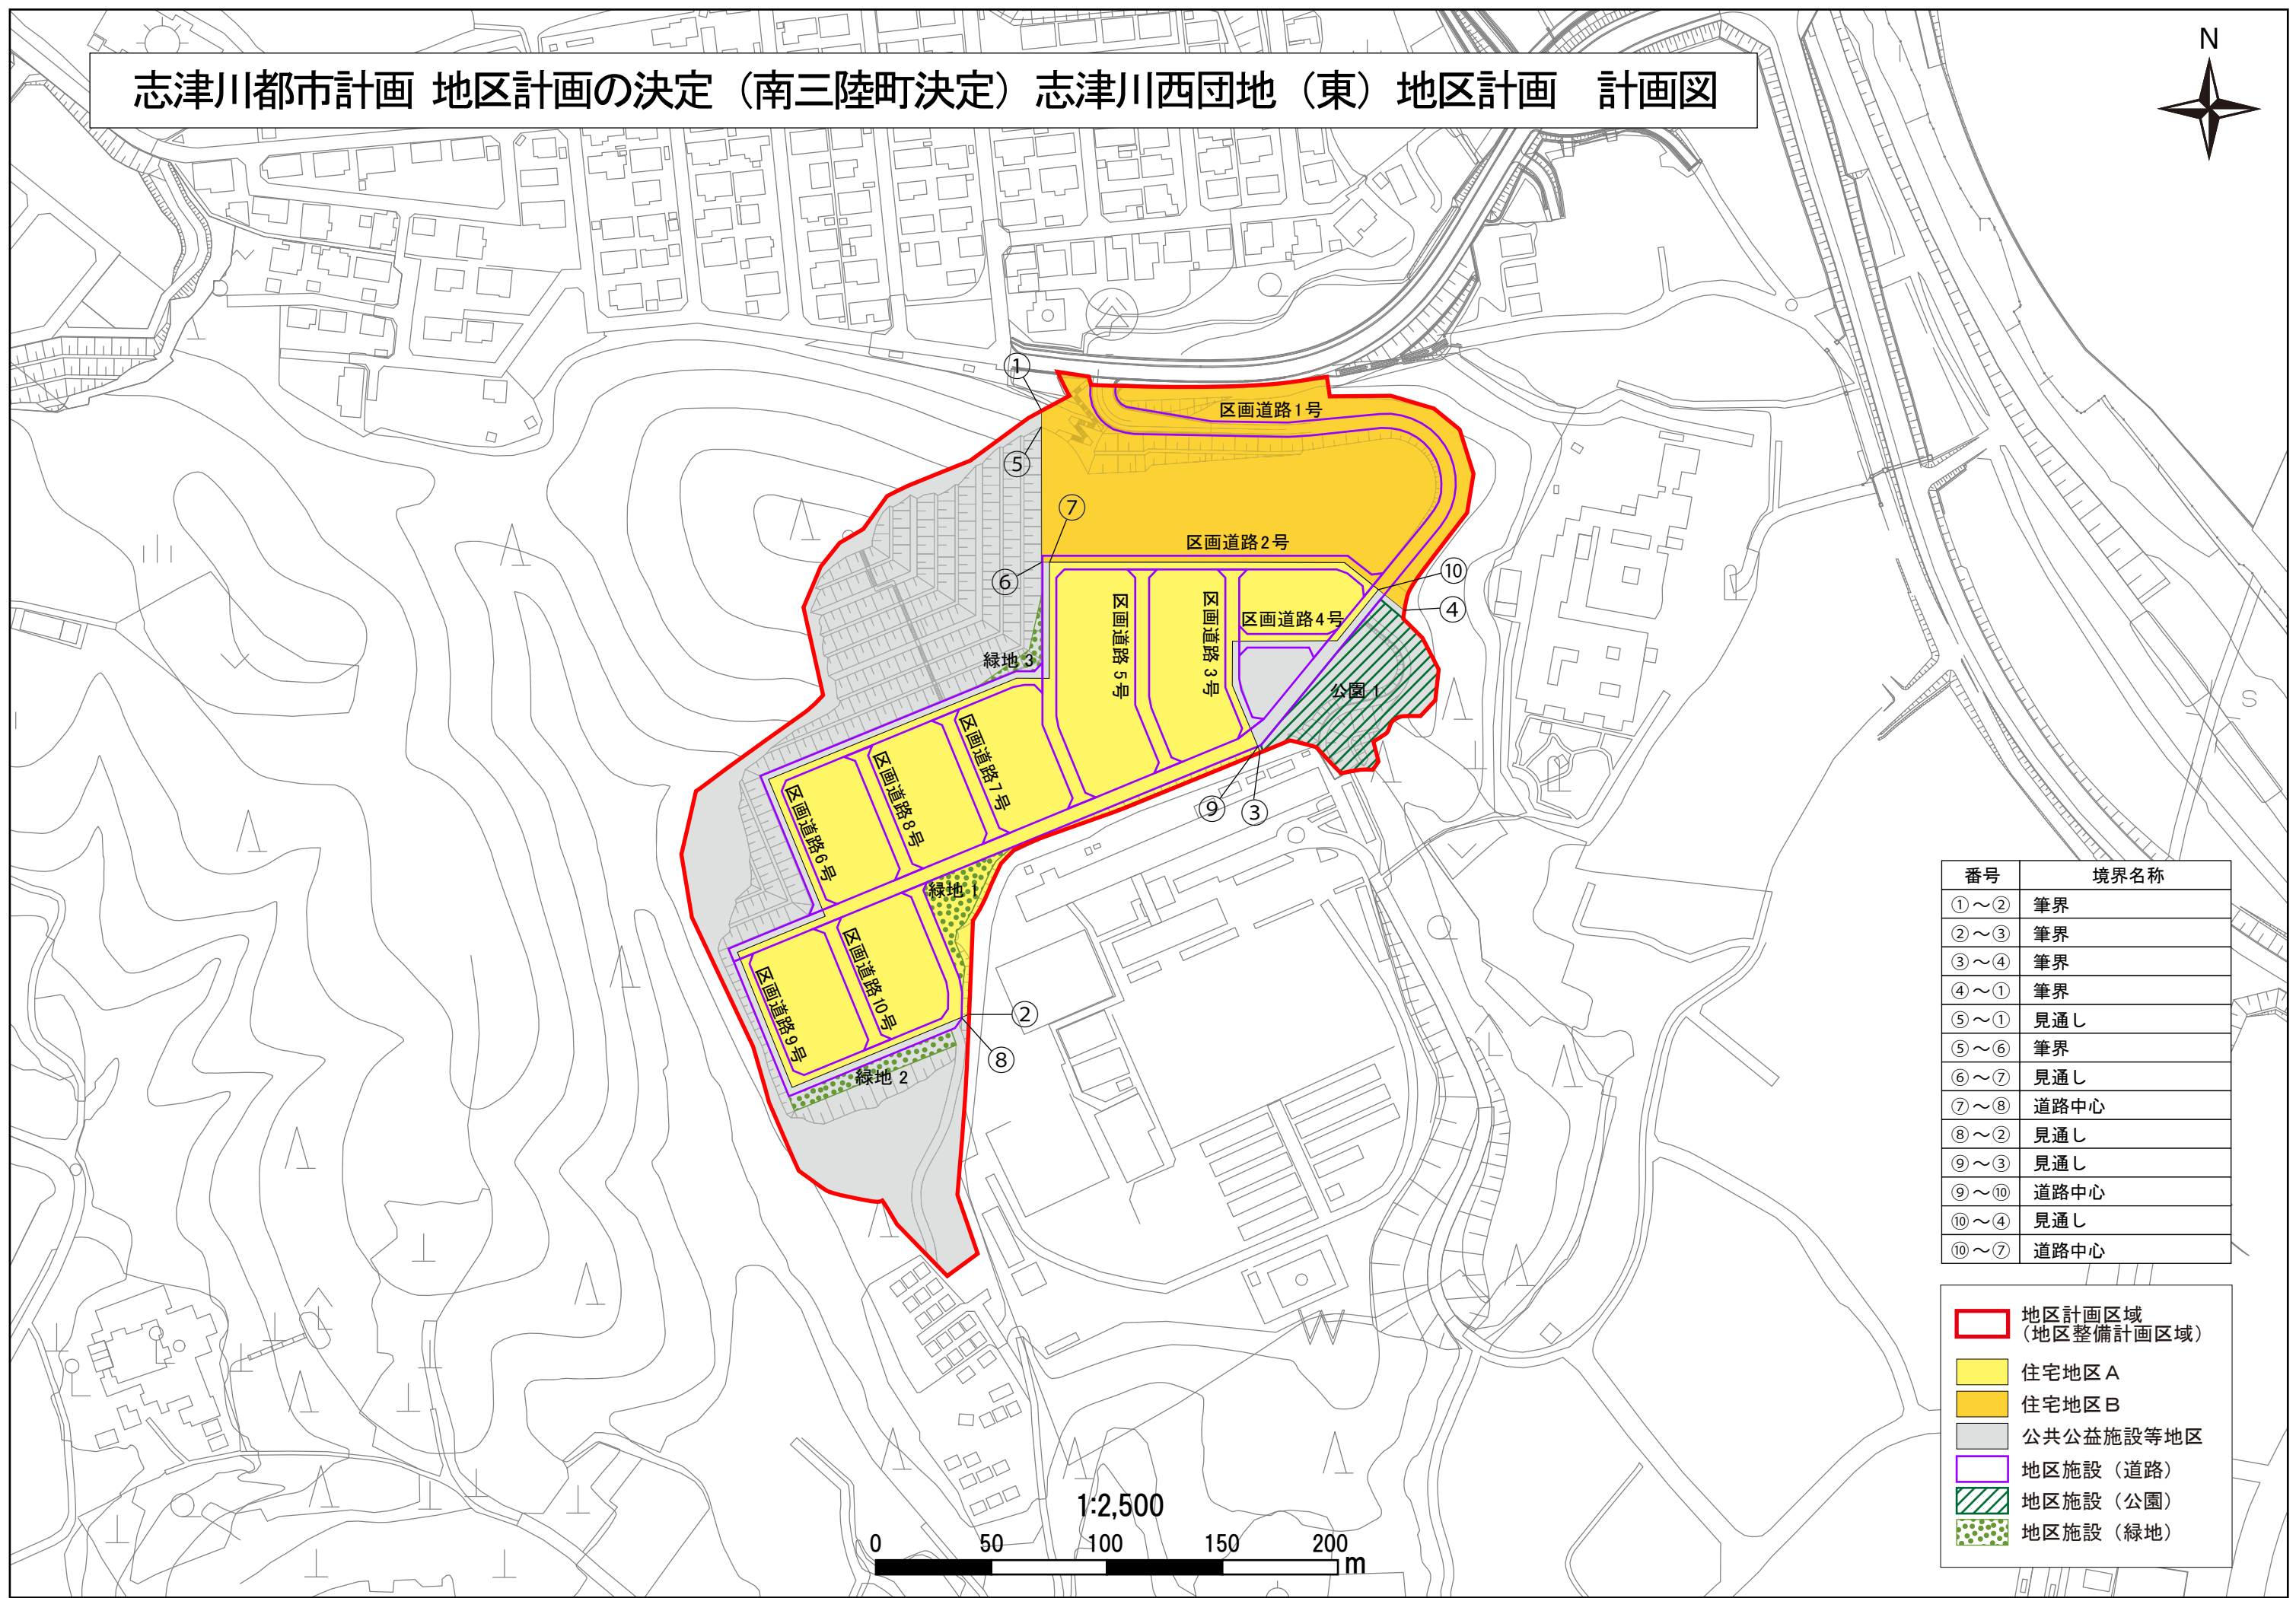 志津川都市計画 地区計画の決定（南三陸町決定）志津川西団地（東）地区計画　計画図
N
①
区画道路1号
⑤
⑦
区画道路2号
⑥
⑩
④
区画道路5号
区画道路3号
区画道路4号
緑地3
公園1
区画道路7号
区画道路8号
区画道路6号
⑨
③
緑地1
区画道路10号
区画道路9号
②
⑧
緑地2
番号 境界名称
①～② 筆界
②～③ 筆界
③～④ 筆界
④～① 筆界
⑤～① 見通し
⑤～⑥ 筆界
⑥～⑦ 見通し
⑦～⑧ 道路中心
⑧～② 見通し
⑨～③ 見通し
⑨～⑩ 道路中心
⑩～④ 見通し
⑩～⑦ 道路中心
地区計画区域
（地区整備計画区域）
住宅地区A
住宅地区B
公共公益施設等地区
地区施設（道路）
地区施設（公園）
地区施設（緑地）
1:2,500
0 50 100 150 200
m